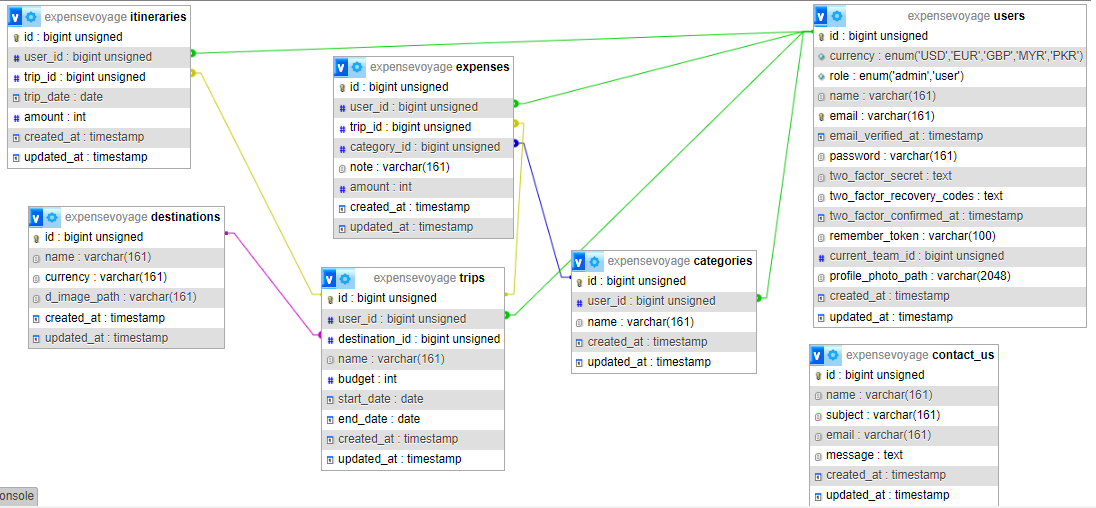 expensevoyage itineraries
id : bigint unsigned
user_id : bigint unsigned
trip_id : bigint unsigned
trip_date : date
amount : int
created_at : timestamp
updated_at : timestamp
expensevoyage expenses
id : bigint unsigned
user_id : bigint unsigned
trip_id : bigint unsigned
category_id : bigint unsigned
note : varchar(161)
amount : int
created_at : timestamp
updated_at : timestamp
expensevoyage users
id : bigint unsigned
currency : enum('USD','EUR','GBP','MYR','PKR')
role : enum('admin','user')
name : varchar(161)
email : varchar(161)
email_verified_at : timestamp
password : varchar(161)
two_factor_secret : text
two_factor_recovery_codes : text
two_factor_confirmed_at : timestamp
remember_token : varchar(100)
current_team_id : bigint unsigned
profile_photo_path : varchar(2048)
created_at : timestamp
updated_at : timestamp
expensevoyage destinations
id : bigint unsigned
name : varchar(161)
currency : varchar(161)
d_image_path : varchar(161)
created_at : timestamp
updated_at : timestamp
expensevoyage trips
id : bigint unsigned
user_id : bigint unsigned
destination_id : bigint unsigned
name : varchar(161)
budget : int
start_date : date
end_date : date
created_at : timestamp
updated_at : timestamp
expensevoyage categories
id : bigint unsigned
user_id : bigint unsigned
name : varchar(161)
created_at : timestamp
updated_at : timestamp
expensevoyage contact_us
id : bigint unsigned
name : varchar(161)
subject : varchar(161)
email : varchar(161)
message : text
created_at : timestamp
updated_at : timestamp
onsole